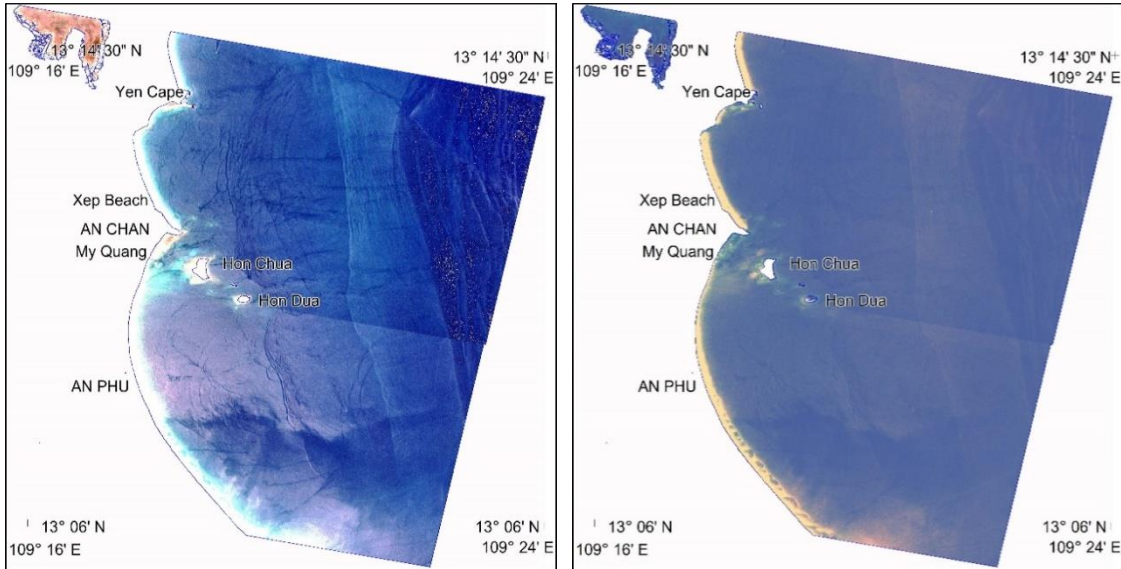 13° 14' 30" N
109° 16' E
13° 14' 30" N
109° 24' E
Yen Cape
Xep Beach
AN CHAN
My Quang
Hon Chua
Hon Dua
AN PHU
13° 06' N
109° 16' E
13° 06' N
109° 24' E
13° 14' 30" N
109° 16' E
13° 14' 30" N
109° 24' E
Yen Cape
Xep Beach
AN CHAN
My Quang
Hon Chua
Hon Dua
AN PHU
13° 06' N
109° 16' E
13° 06' N
109° 24' E